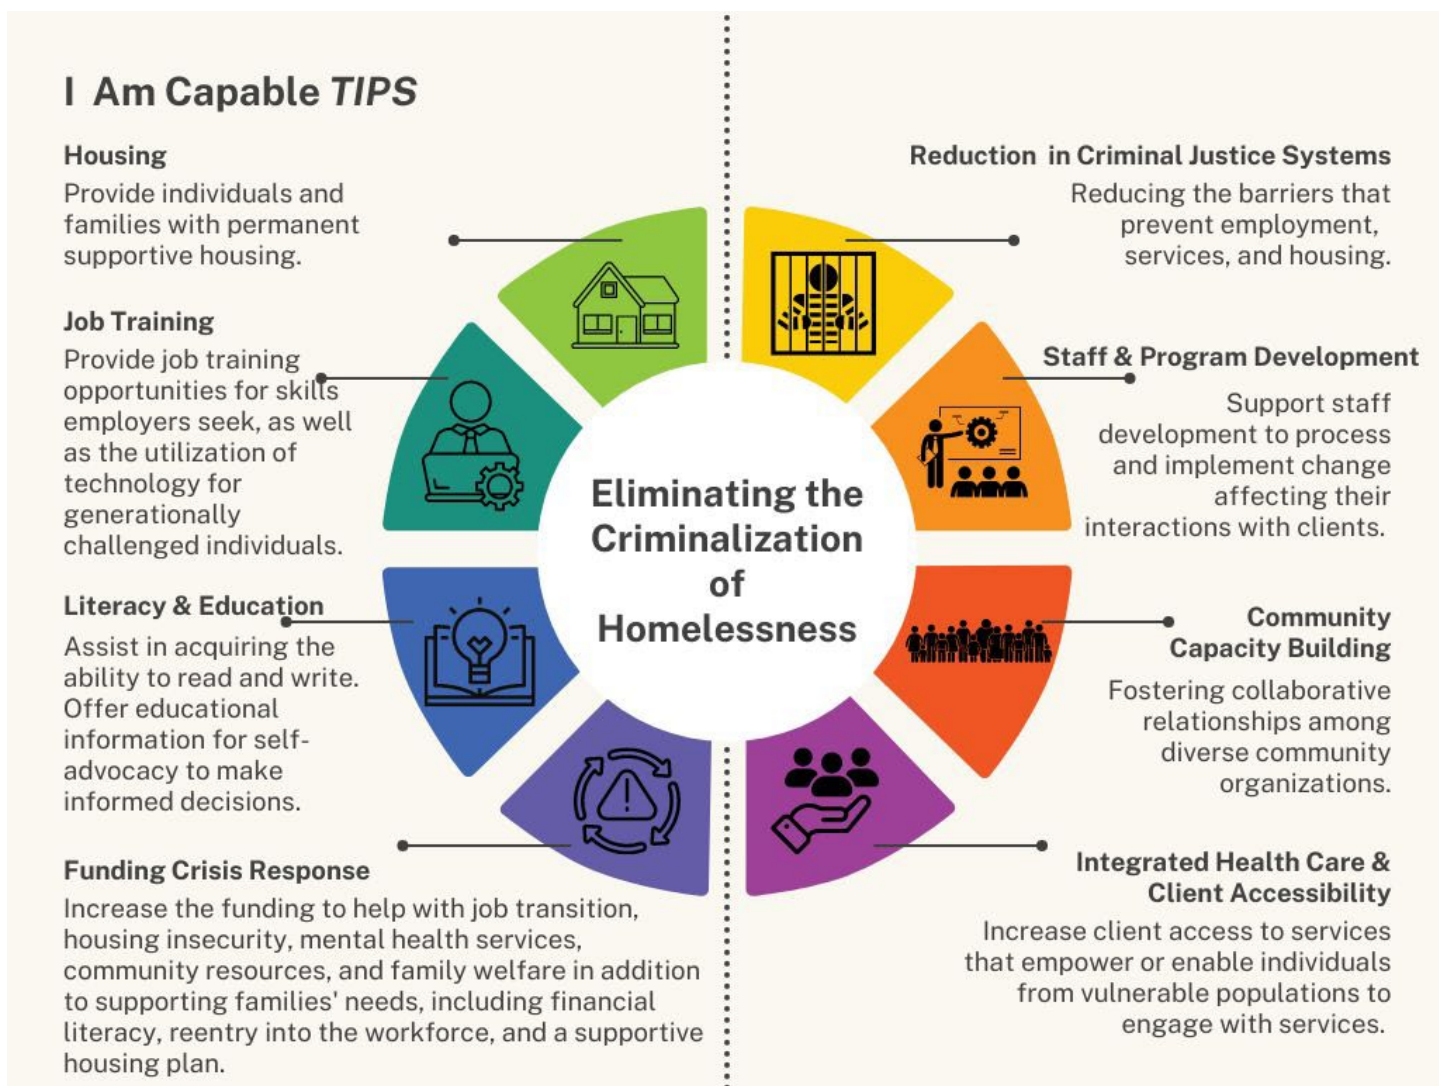 I Am Capable TIPS
Housing
Provide individuals and
families with permanent
supportive housing.
Job Training
Provide job training
opportunities for skills
employers seek, as well
as the utilization of
technology for
generationally
challenged individuals.
Literacy & Education
Assist in acquiring the
ability to read and write.
Offer educational
information for self-
advocacy to make
informed decisions.
Funding Crisis Response
Increase the funding to help with job transition,
housing insecurity, mental health services,
community resources, and family welfare in addition
to supporting families' needs, including financial
literacy, reentry into the workforce, and a supportive
housing plan.
Eliminating the
Criminalization
of
Homelessness
Reduction in Criminal Justice Systems
Reducing the barriers that
prevent employment,
services, and housing.
Staff & Program Development
Support staff
development to process
and implement change
affecting their
interactions with clients.
Community
Capacity Building
Fostering collaborative
relationships among
diverse community
organizations.
Integrated Health Care &
Client Accessibility
Increase client access to services
that empower or enable individuals
from vulnerable populations to
engage with services.